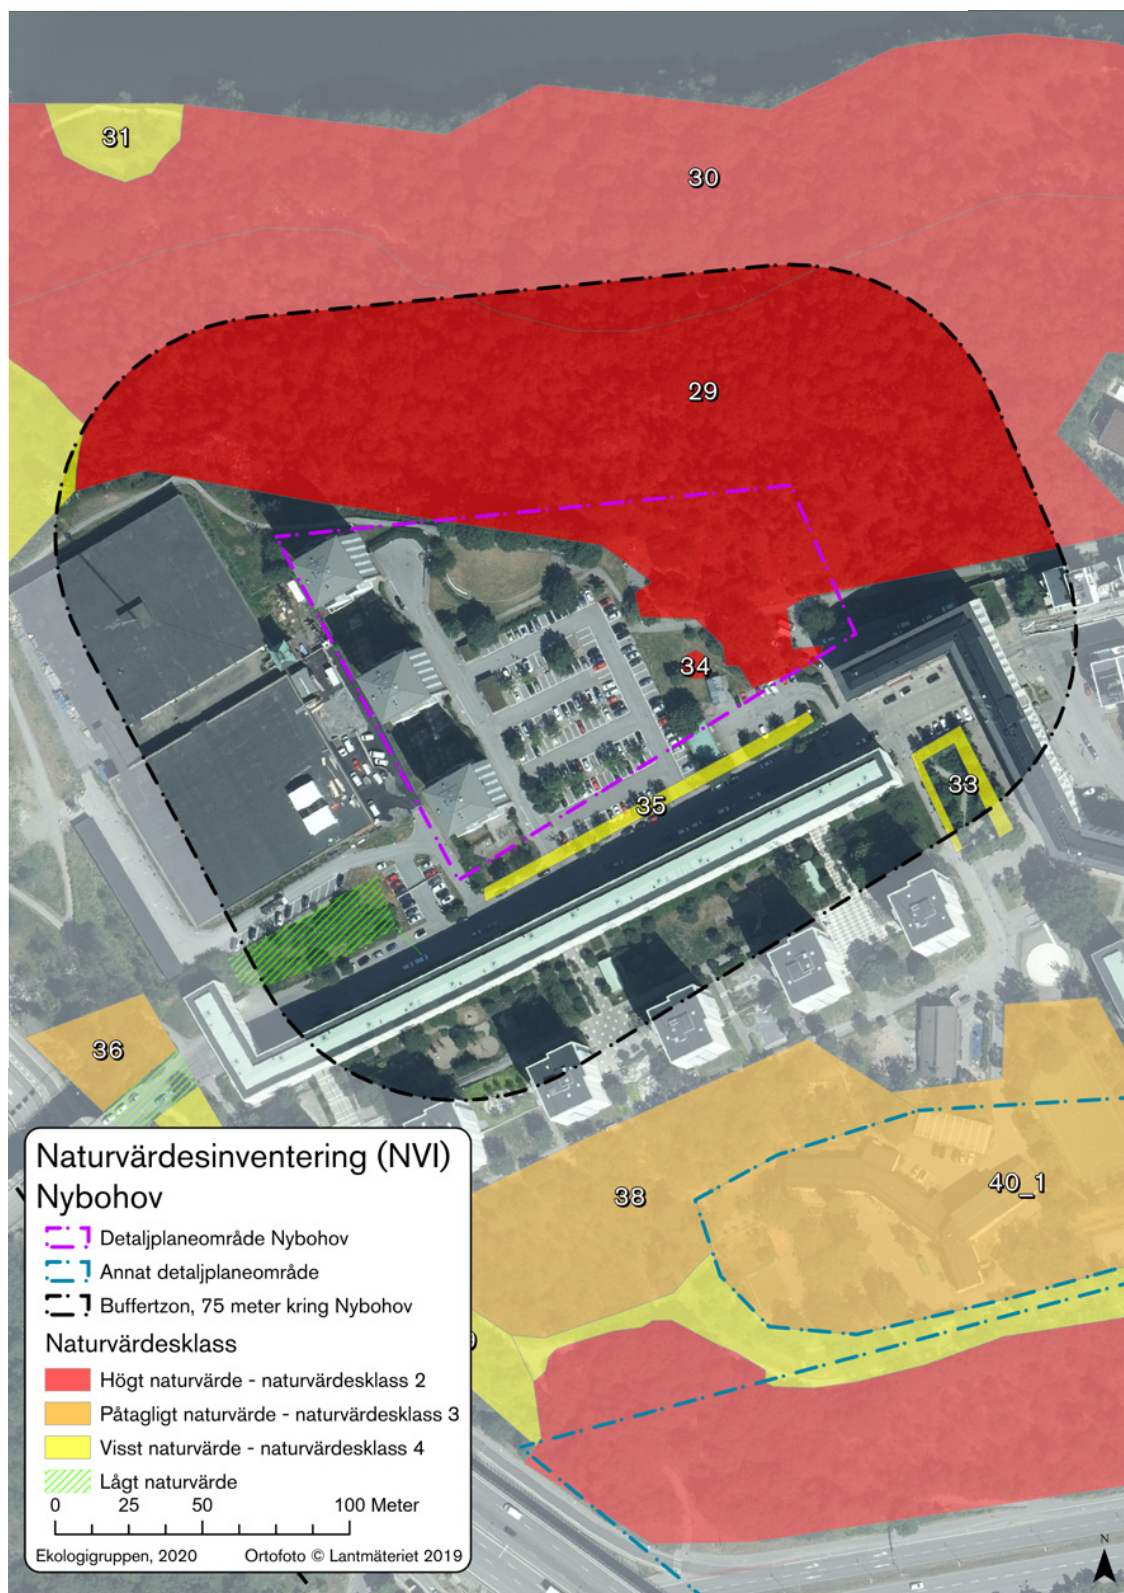 31
30
29
34
35
33
36
38
40_1
Naturvärdesinventering (NVI)
Nybohov
Detaljplaneområde Nybohov
Annat detaljplaneområde
Buffertzon, 75 meter kring Nybohov
Naturvärdesklass
Högt naturvärde - naturvärdesklass 2
Påtagligt naturvärde - naturvärdesklass 3
Visst naturvärde - naturvärdesklass 4
Lågt naturvärde
0 25 50 100 Meter
Ekologigruppen, 2020 Ortofoto © Lantmäteriet 2019
N